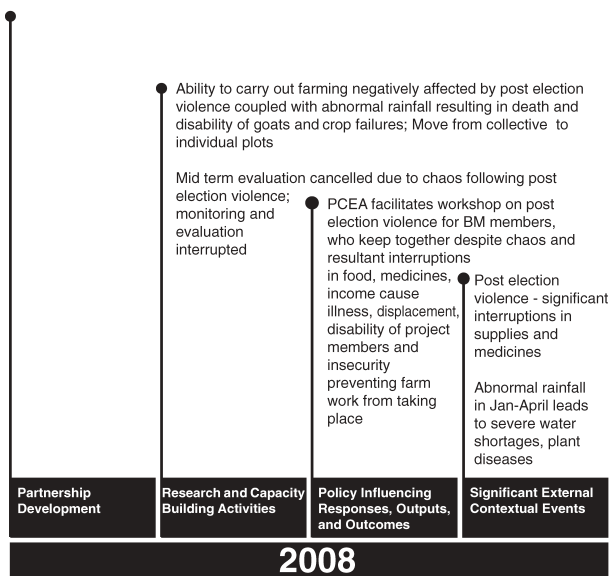 Ability to carry out farming negatively affected by post election
violence coupled with abnormal rainfall resulting in death and
disability of goats and crop failures; Move from collective to
individual plots
Mid term evaluation cancelled due to chaos following post
election violence;
monitoring and
evaluation
interrupted
PCEA facilitates workshop on post
election violence for BM members,
who keep together despite chaos and
resultant interruptions
in food, medicines,
income cause
illness, displacement,
disability of project
members and
insecurity
preventing farm
work from taking
place
Post election
violence - significant
interruptions in
supplies and
medicines
Abnormal rainfall
in Jan-April leads
to severe water
shortages, plant
diseases
Partnership
Development
Research and Capacity
Building Activities
Policy Influencing
Responses, Outputs,
and Outcomes
Significant External
Contextual Events
2008